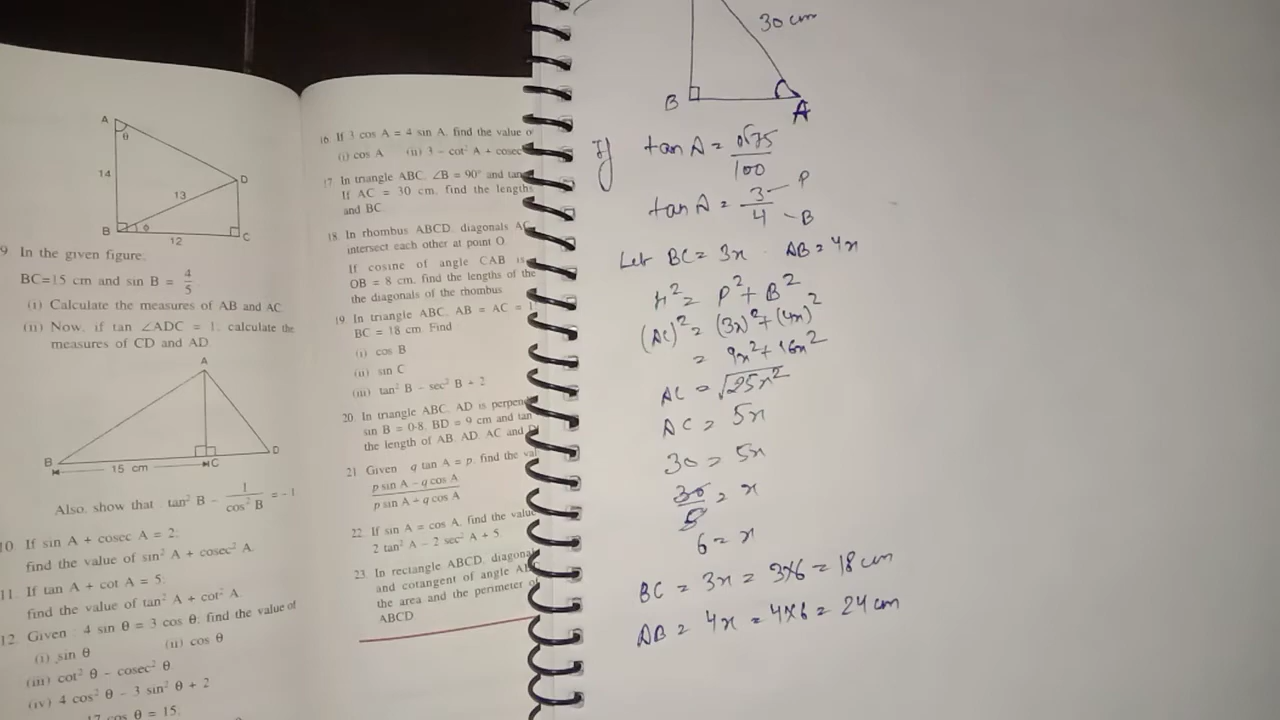 A
θ
14
D
13
B
φ
12
C
9 In the given figure;
BC=15 cm and sin B = 4/5
(i) Calculate the measures of AB and AC
(ii) Now, if tan ∠ADC = 1; calculate the
measures of CD and AD
A
B
15 cm
C
D
Also, show that : tan² B - 1/cos² B = -1
10 If sin A + cosec A = 2;
find the value of sin² A + cosec² A.
11. If tan A + cot A = 5;
find the value of tan² A + cot² A.
12. Given : 4 sin θ = 3 cos θ; find the value of
(i) sin θ (ii) cos θ
(iii) cot² θ - cosec² θ
(iv) 4 cos² θ - 3 sin² θ + 2
17 cos θ = 15;
16. If 3 cos A = 4 sin A, find the value o
(i) cos A (ii) 3 - cot² A + cosec
17 In triangle ABC, ∠B = 90° and tan
If AC = 30 cm, find the lengths
and BC
18. In rhombus ABCD, diagonals AC
intersect each other at point O.
If cosine of angle CAB is
OB = 8 cm, find the lengths of the
the diagonals of the rhombus
19. In triangle ABC, AB = AC = 1
BC = 18 cm. Find
(i) cos B
(ii) sin C
(iii) tan² B - sec² B + 2
20. In triangle ABC, AD is perpen
sin B = 0·8, BD = 9 cm and tan
the length of AB, AD, AC and
21 Given q tan A = p, find the val
p sin A - q cos A
p sin A + q cos A
22. If sin A = cos A, find the value
2 tan² A - 2 sec² A + 5
23. In rectangle ABCD, diagona
and cotangent of angle A
the area and the perimeter o
ABCD
30 cm
B
A
If tan A = 0.75/100
tan A = 3/4 - P - B
Let BC = 3x AB = 4x
h² = P² + B²
(AC)² = (3x)² + (4x)²
= 9x² + 16x²
AC = √25x²
AC = 5x
30 = 5x
30/5 = x
6 = x
BC = 3x = 3×6 = 18 cm
AB = 4x = 4×6 = 24 cm